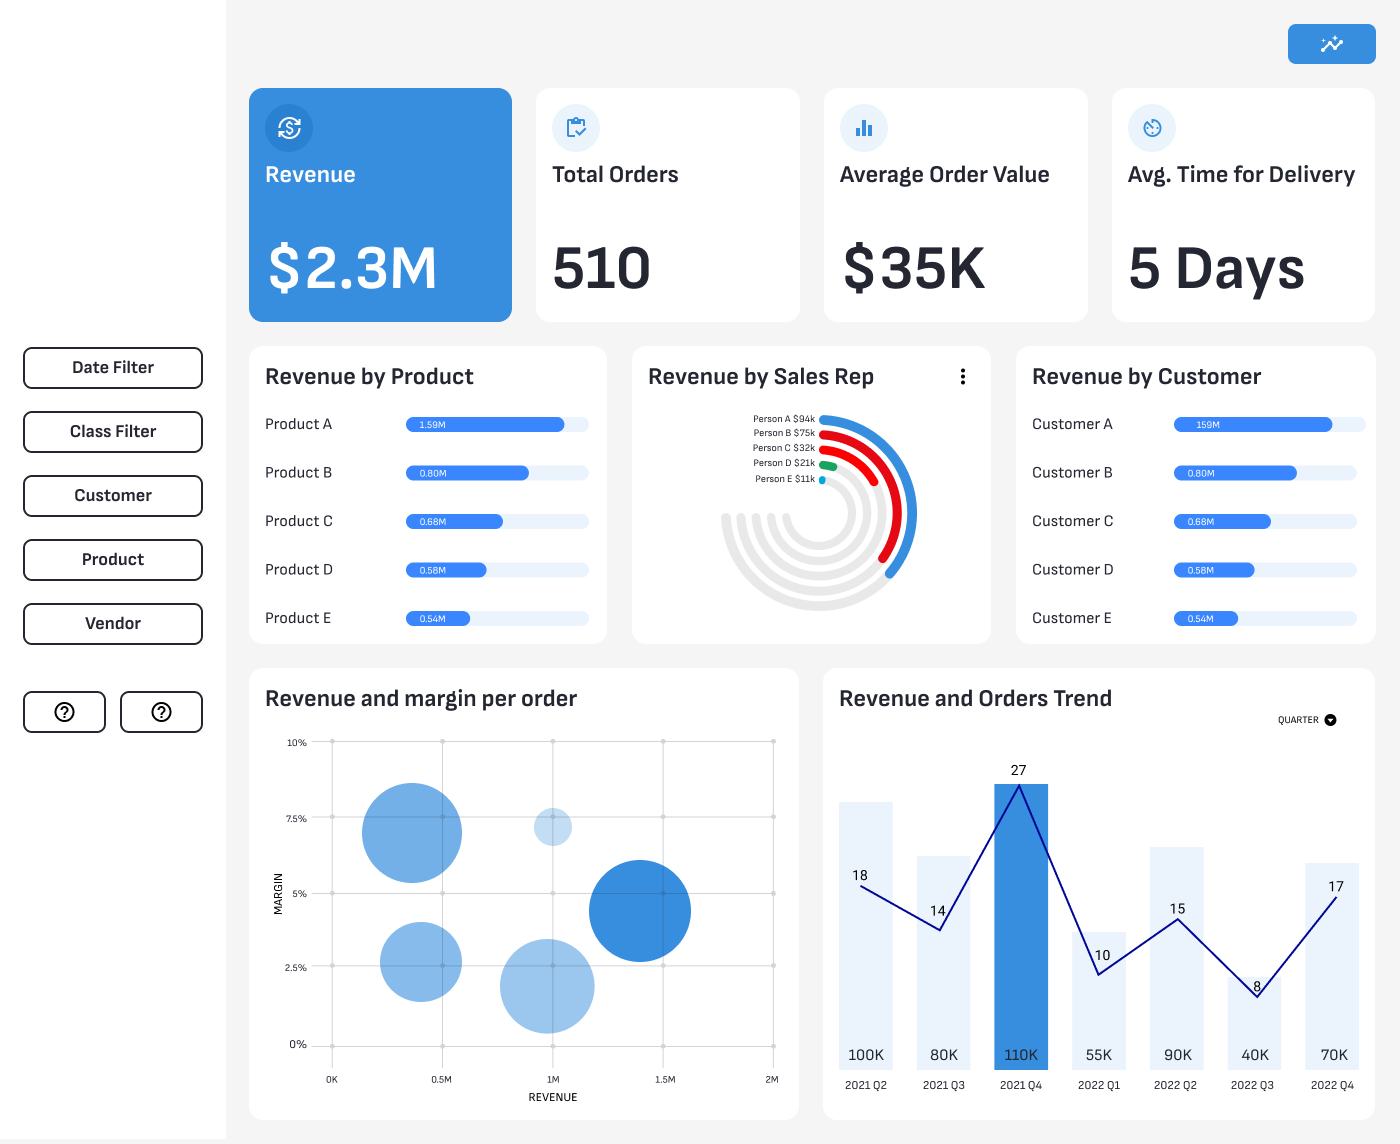 Date Filter
Class Filter
Customer
Product
Vendor
Revenue
$2.3M
Total Orders
510
Average Order Value
$35K
Avg. Time for Delivery
5 Days
Revenue by Product
Product A
1.59M
Product B
0.80M
Product C
0.68M
Product D
0.58M
Product E
0.54M
Revenue by Sales Rep
Person A $94k
Person B $75k
Person C $32k
Person D $21k
Person E $11k
Revenue by Customer
Customer A
159M
Customer B
0.80M
Customer C
0.68M
Customer D
0.58M
Customer E
0.54M
Revenue and margin per order
10%
7.5%
5%
2.5%
0%
MARGIN
0K 0.5M 1M 1.5M 2M
REVENUE
Revenue and Orders Trend
QUARTER
27
18
14
10
15
8
17
100K 80K 110K 55K 90K 40K 70K
2021 Q2 2021 Q3 2021 Q4 2022 Q1 2022 Q2 2022 Q3 2022 Q4